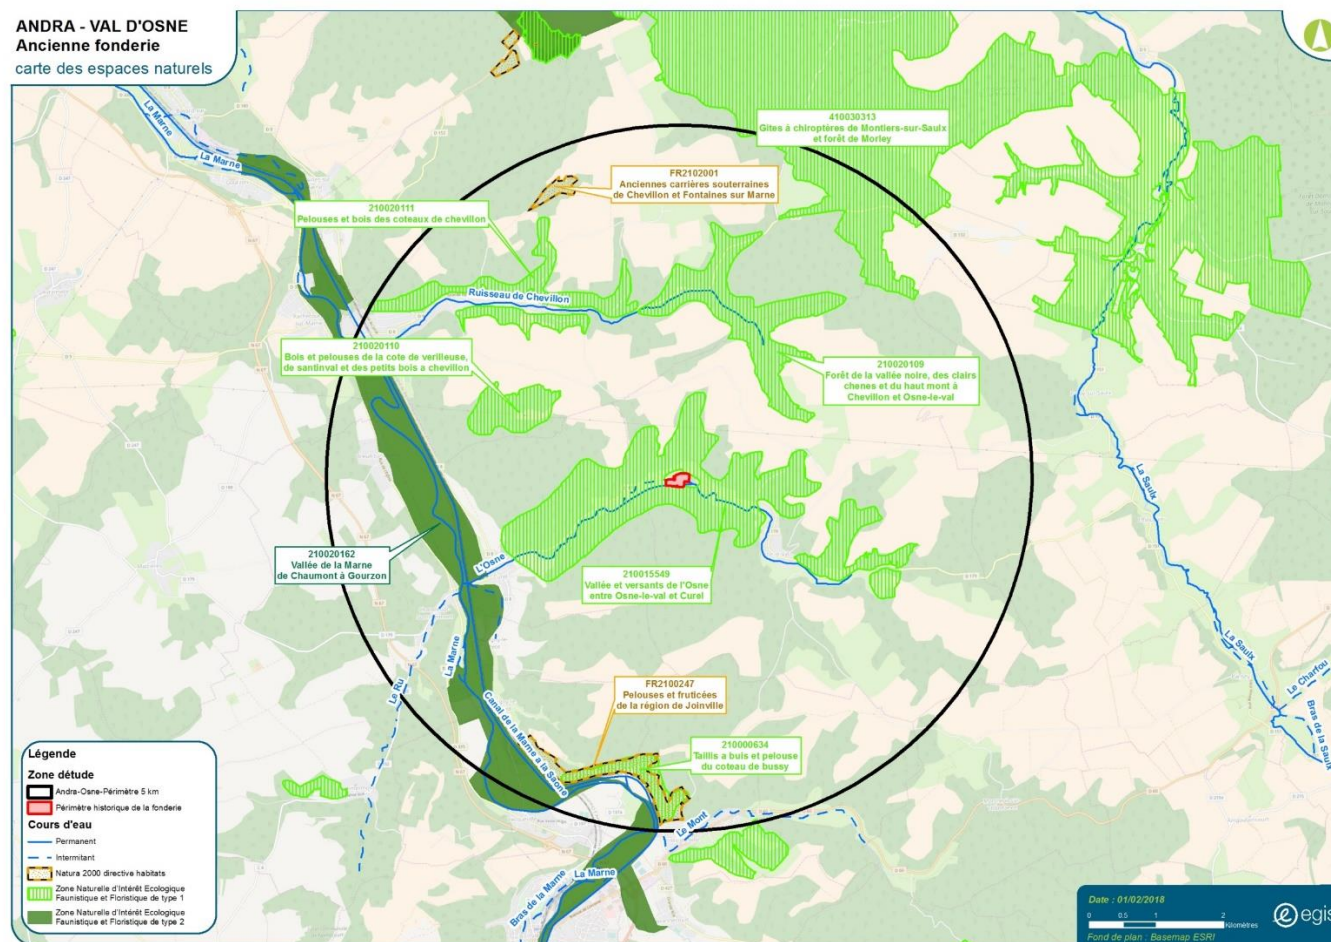 ANDRA - VAL D'OSNE
Ancienne fonderie
carte des espaces naturels
La Marne
La Marne
410030313
Gites à chiroptères de Montiers-sur-Saulx
et forêt de Morley
FR2102001
Anciennes carrières souterraines
de Chevillon et Fontaines sur Marne
210020111
Pelouses et bois des coteaux de chevillon
Ruisseau de Chevillon
210020110
Bois et pelouses de la cote de verilleuse,
de santinval et des petits bois a chevillon
210020109
Forêt de la vallée noire, des clairs
chenes et du haut mont à
Chevillon et Osne-le-val
La Saulx
210020162
Vallée de la Marne
de Chaumont à Gourzon
L'Osne
210015549
Vallée et versants de l'Osne
entre Osne-le-val et Curel
La Marne
Le Ru
La Saulx
Le Charfou
Bras de la Saulx
FR2100247
Pelouses et fruticées
de la région de Joinville
Canal de la Marne a la Saone
210000634
Taillis a buis et pelouse
du coteau de bussy
Le Mont
Bras de la Marne
La Marne
Légende
Zone détude
Andra-Osne-Périmètre 5 km
Périmètre historique de la fonderie
Cours d'eau
Permanent
Intermitant
Natura 2000 directive habitats
Zone Naturelle d'Intérêt Ecologique
Faunistique et Floristique de type 1
Zone Naturelle d'Intérêt Ecologique
Faunistique et Floristique de type 2
Date : 01/02/2018
0 0.5 1 2
Kilomètres
Fond de plan : Basemap ESRI
egis